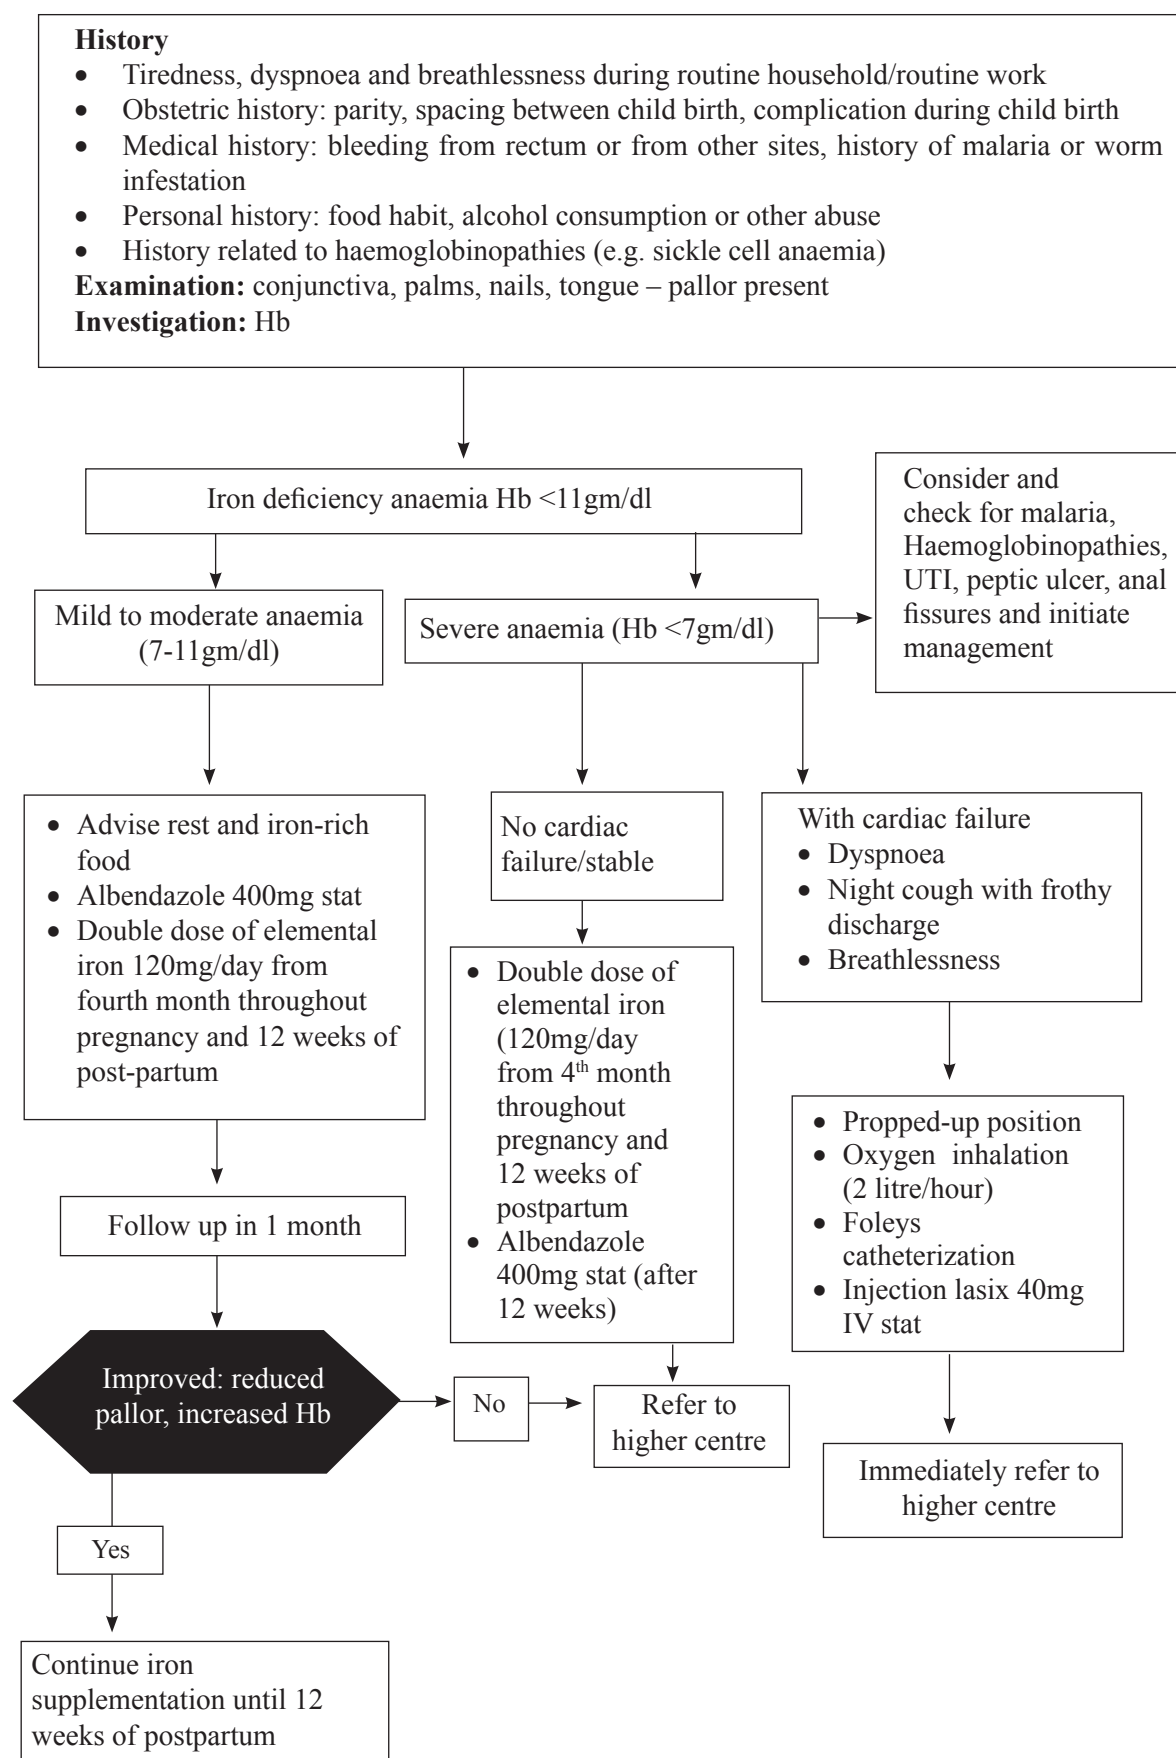 History
• Tiredness, dyspnoea and breathlessness during routine household/routine work
• Obstetric history: parity, spacing between child birth, complication during child birth
• Medical history: bleeding from rectum or from other sites, history of malaria or worm
infestation
• Personal history: food habit, alcohol consumption or other abuse
• History related to haemoglobinopathies (e.g. sickle cell anaemia)
Examination: conjunctiva, palms, nails, tongue – pallor present
Investigation: Hb
Iron deficiency anaemia Hb <11gm/dl
Consider and
check for malaria,
Haemoglobinopathies,
UTI, peptic ulcer, anal
fissures and initiate
management
Mild to moderate anaemia
(7-11gm/dl)
Severe anaemia (Hb <7gm/dl)
• Advise rest and iron-rich
food
• Albendazole 400mg stat
• Double dose of elemental
iron 120mg/day from
fourth month throughout
pregnancy and 12 weeks of
post-partum
No cardiac
failure/stable
With cardiac failure
• Dyspnoea
• Night cough with frothy
discharge
• Breathlessness
• Double dose of
elemental iron
(120mg/day
from 4th month
throughout
pregnancy and
12 weeks of
postpartum
• Albendazole
400mg stat (after
12 weeks)
• Propped-up position
• Oxygen inhalation
(2 litre/hour)
• Foleys
catheterization
• Injection lasix 40mg
IV stat
Follow up in 1 month
Improved: reduced
pallor, increased Hb
No
Refer to
higher centre
Immediately refer to
higher centre
Yes
Continue iron
supplementation until 12
weeks of postpartum